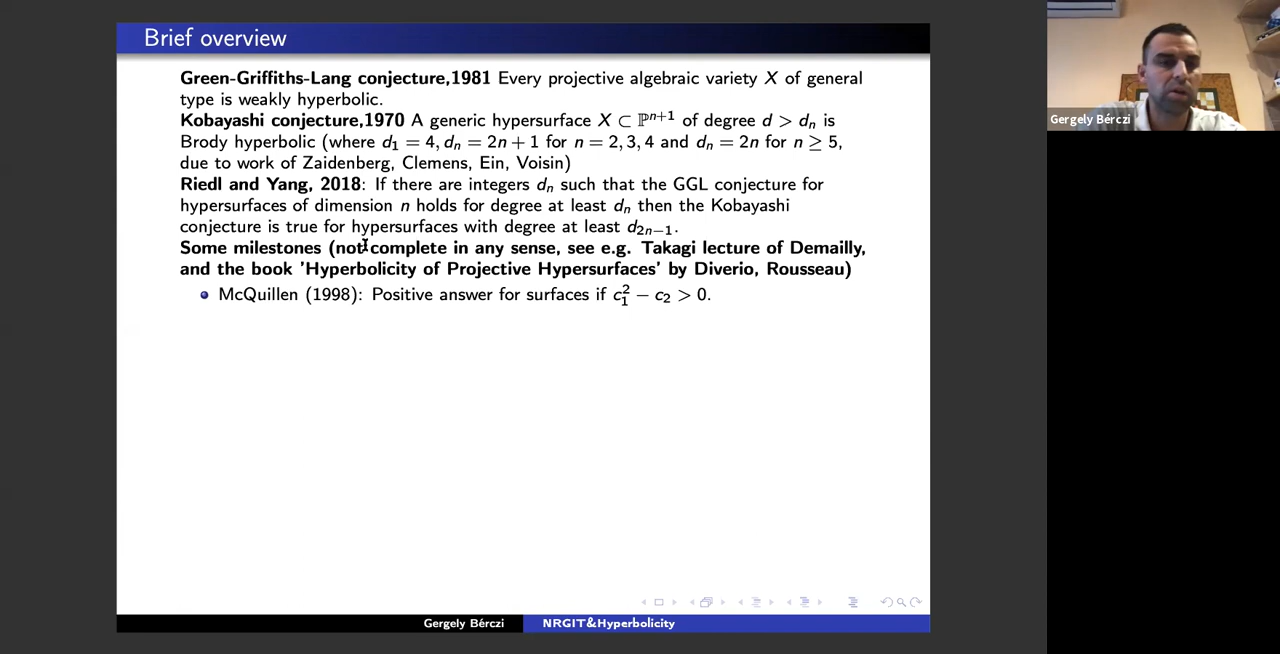 Brief overview
Green-Griffiths-Lang conjecture,1981 Every projective algebraic variety X of general
type is weakly hyperbolic.
Kobayashi conjecture,1970 A generic hypersurface X ⊂ ℙⁿ⁺¹ of degree d > dₙ is
Brody hyperbolic (where d₁ = 4, dₙ = 2n + 1 for n = 2, 3, 4 and dₙ = 2n for n ≥ 5,
due to work of Zaidenberg, Clemens, Ein, Voisin)
Riedl and Yang, 2018: If there are integers dₙ such that the GGL conjecture for
hypersurfaces of dimension n holds for degree at least dₙ then the Kobayashi
conjecture is true for hypersurfaces with degree at least d₂ₙ₋₁.
Some milestones (not complete in any sense, see e.g. Takagi lecture of Demailly,
and the book 'Hyperbolicity of Projective Hypersurfaces' by Diverio, Rousseau)
McQuillen (1998): Positive answer for surfaces if c₁² − c₂ > 0.
Gergely Bérczi
NRGIT&Hyperbolicity
Gergely Bérczi